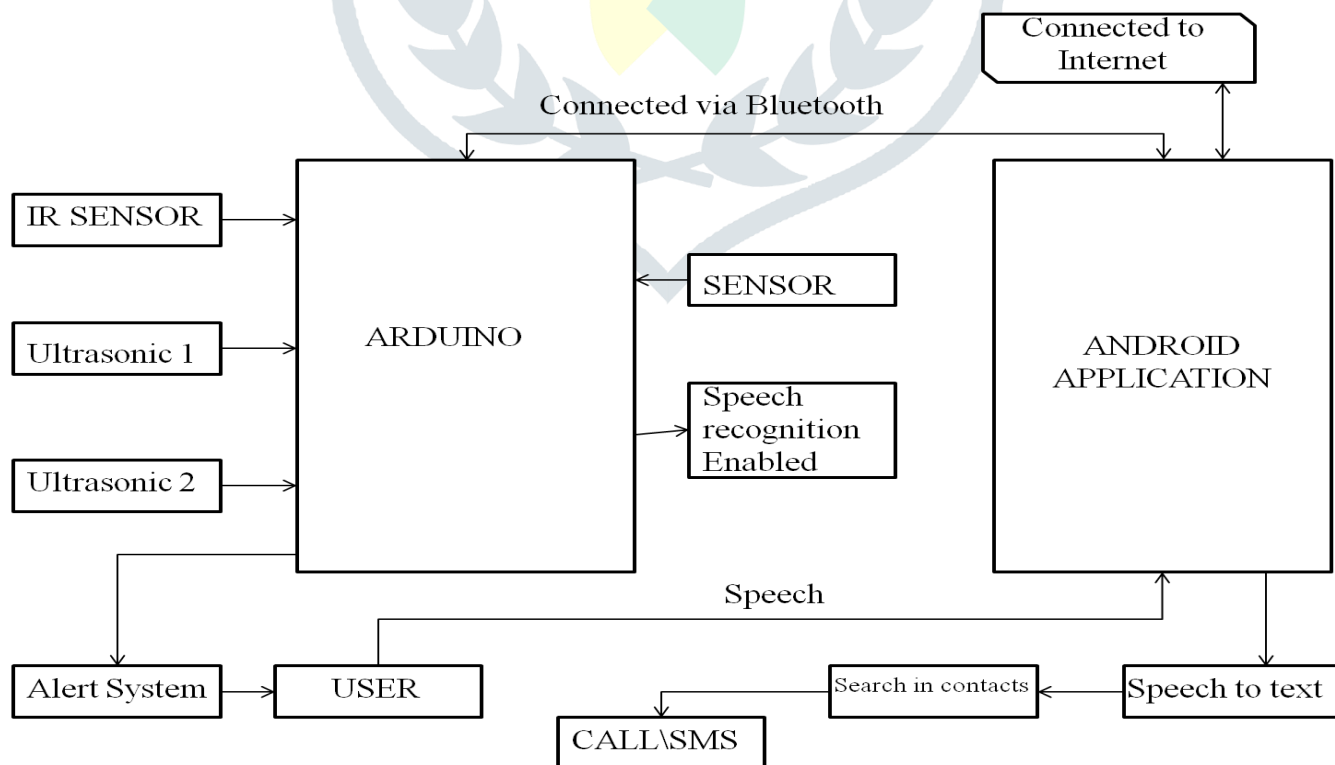 Connected to
Internet
Connected via Bluetooth
IR SENSOR
SENSOR
Ultrasonic 1
ARDUINO
ANDROID
APPLICATION
Speech
recognition
Enabled
Ultrasonic 2
Speech
Alert System
USER
Search in contacts
Speech to text
CALL\SMS